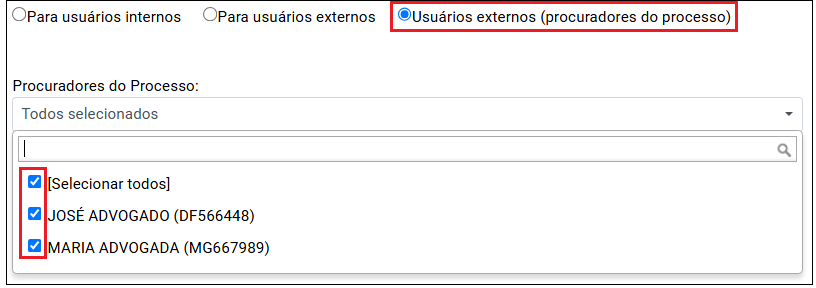 Para usuários internos Para usuários externos Usuários externos (procuradores do processo)
Procuradores do Processo:
Todos selecionados
[Selecionar todos]
JOSÉ ADVOGADO (DF566448)
MARIA ADVOGADA (MG667989)